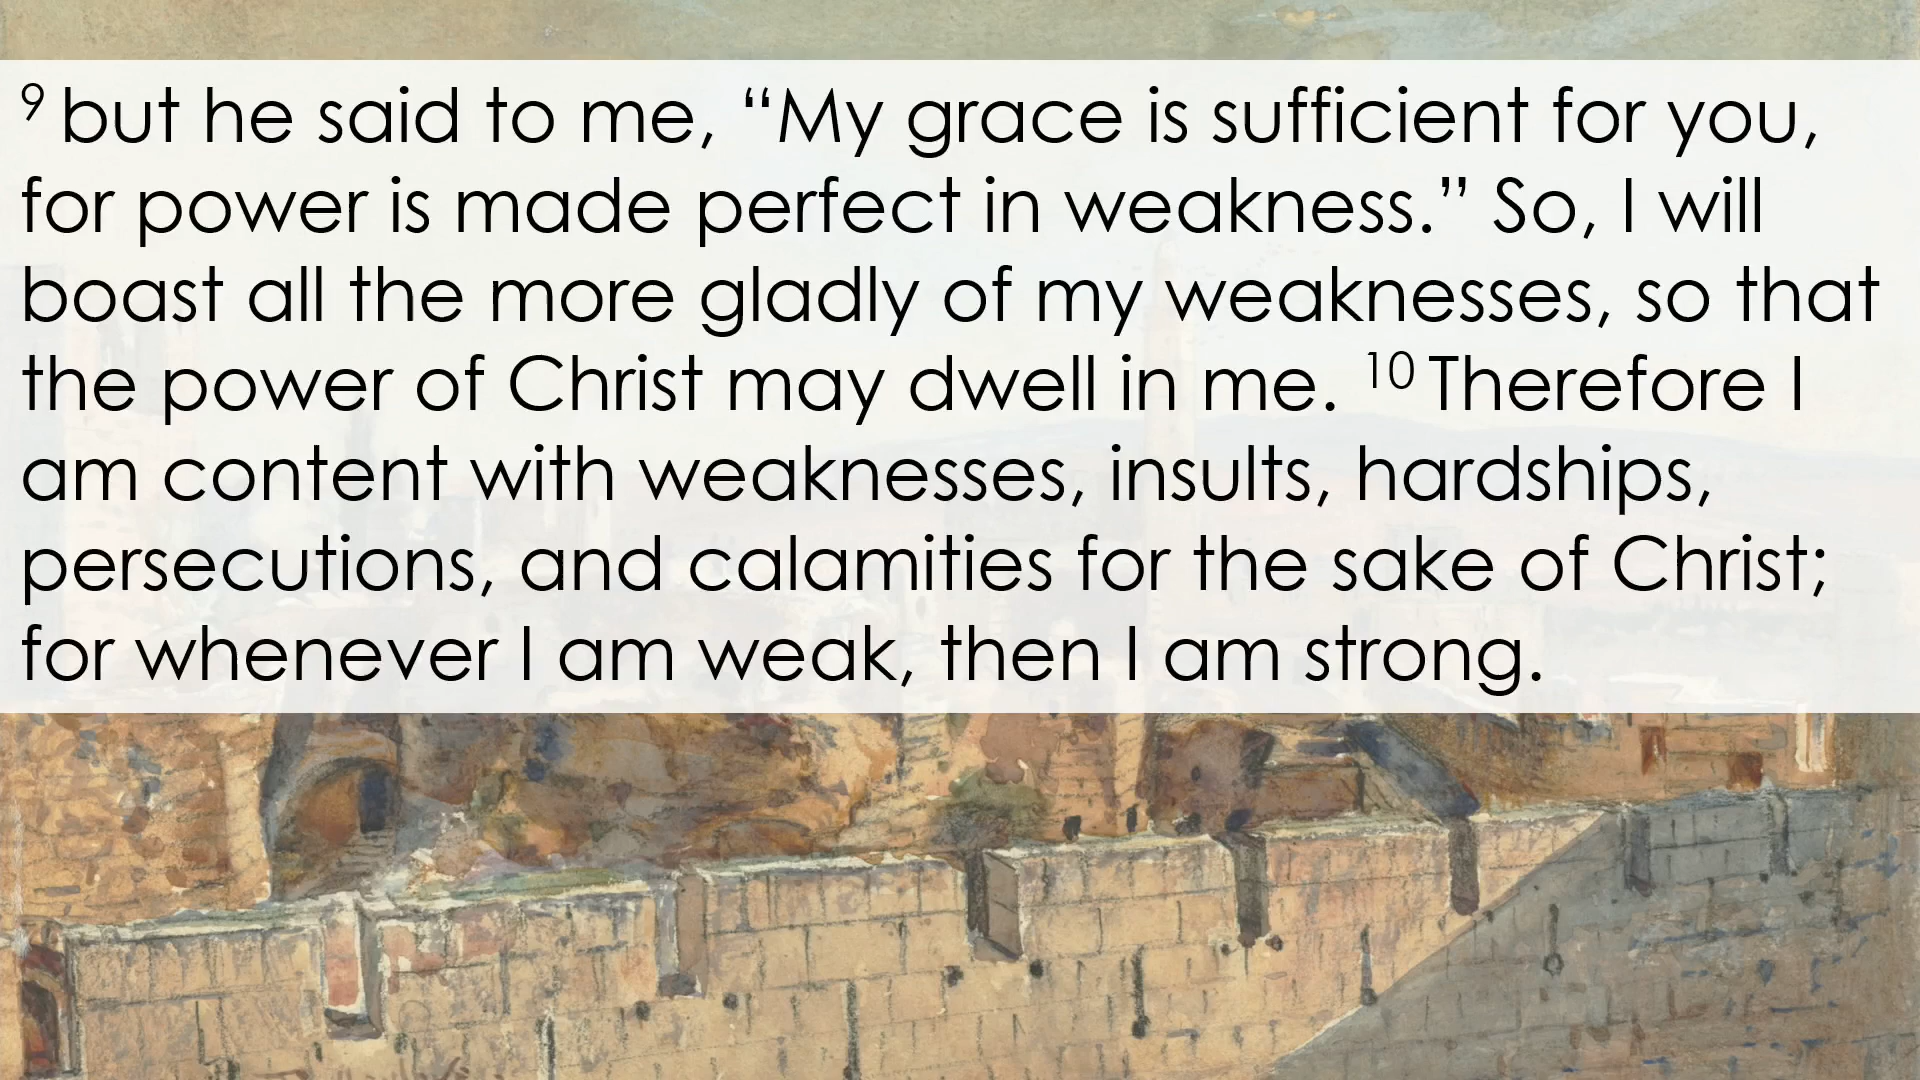 9 but he said to me, “My grace is sufficient for you,
for power is made perfect in weakness.” So, I will
boast all the more gladly of my weaknesses, so that
the power of Christ may dwell in me. 10 Therefore I
am content with weaknesses, insults, hardships,
persecutions, and calamities for the sake of Christ;
for whenever I am weak, then I am strong.